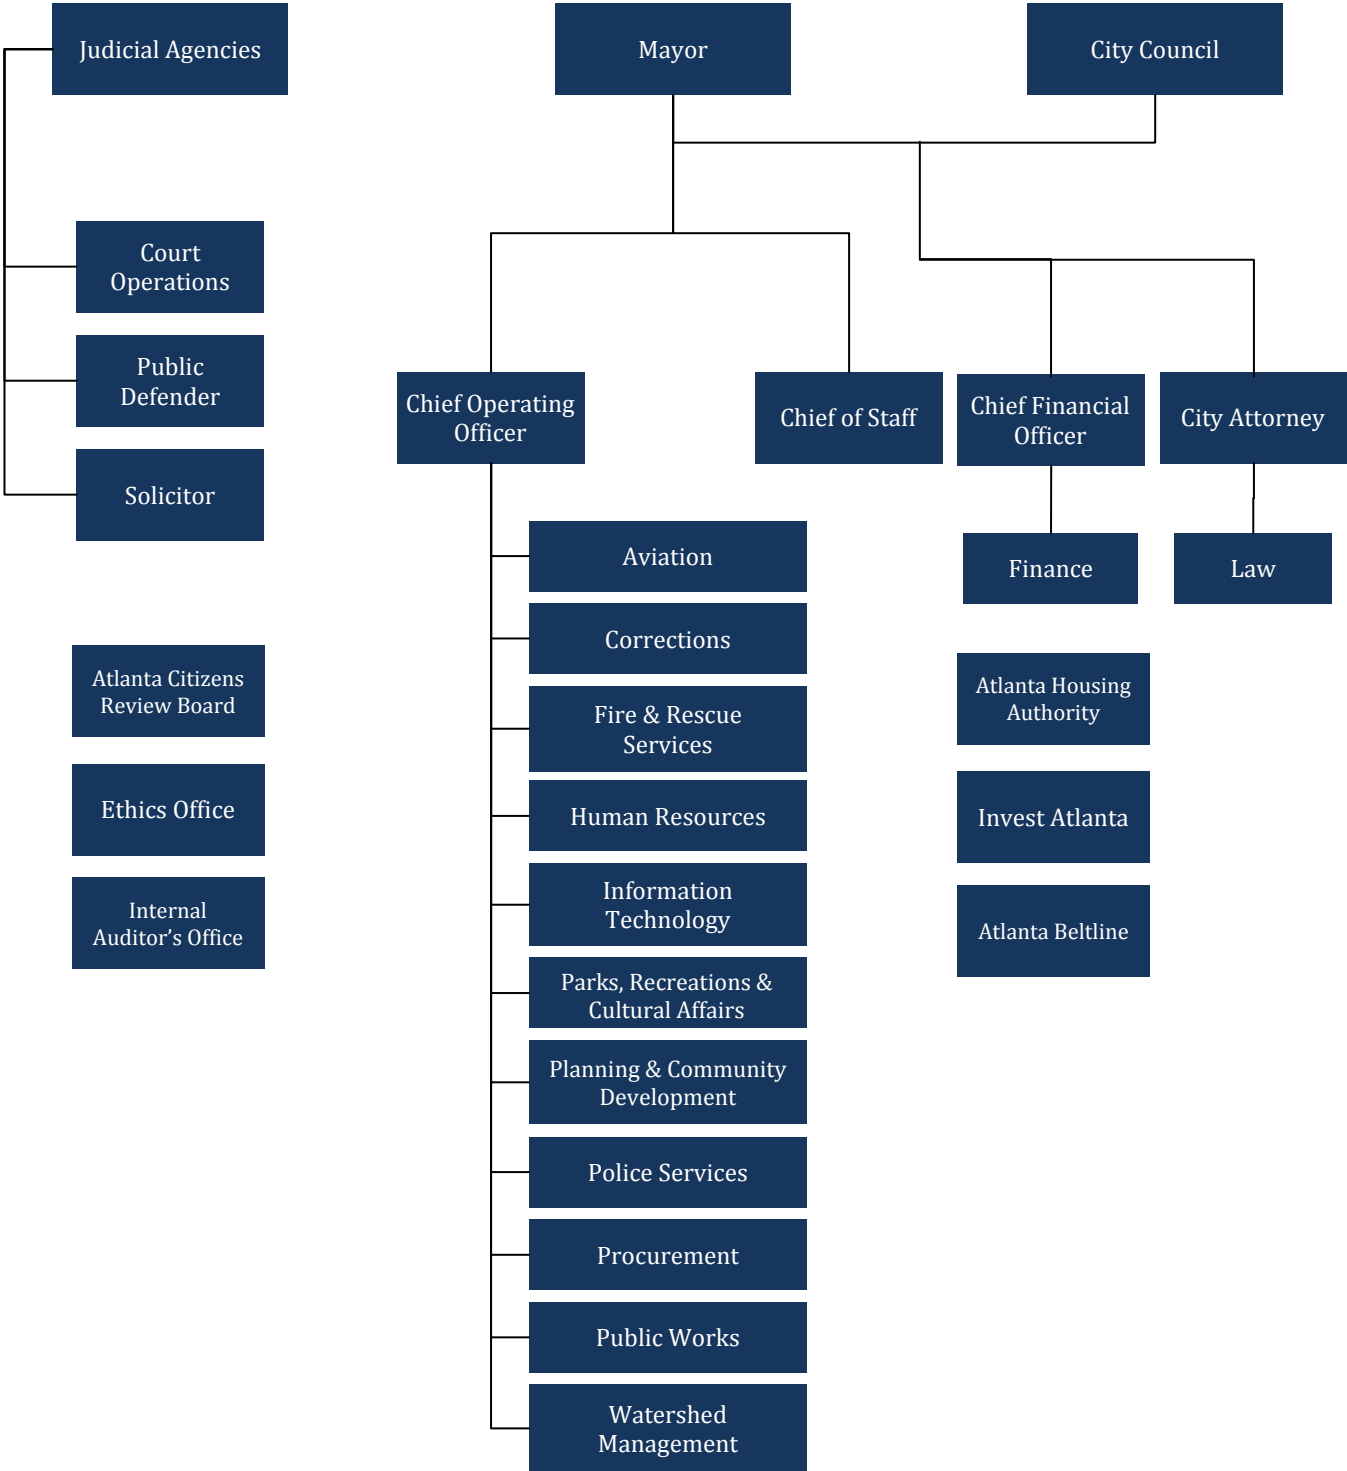 Judicial Agencies
Mayor
City Council
Court
Operations
Public
Defender
Solicitor
Chief Operating
Officer
Chief of Staff
Chief Financial
Officer
City Attorney
Finance
Law
Aviation
Corrections
Fire & Rescue
Services
Human Resources
Information
Technology
Parks, Recreations &
Cultural Affairs
Planning & Community
Development
Police Services
Procurement
Public Works
Watershed
Management
Atlanta Citizens
Review Board
Ethics Office
Internal
Auditor’s Office
Atlanta Housing
Authority
Invest Atlanta
Atlanta Beltline